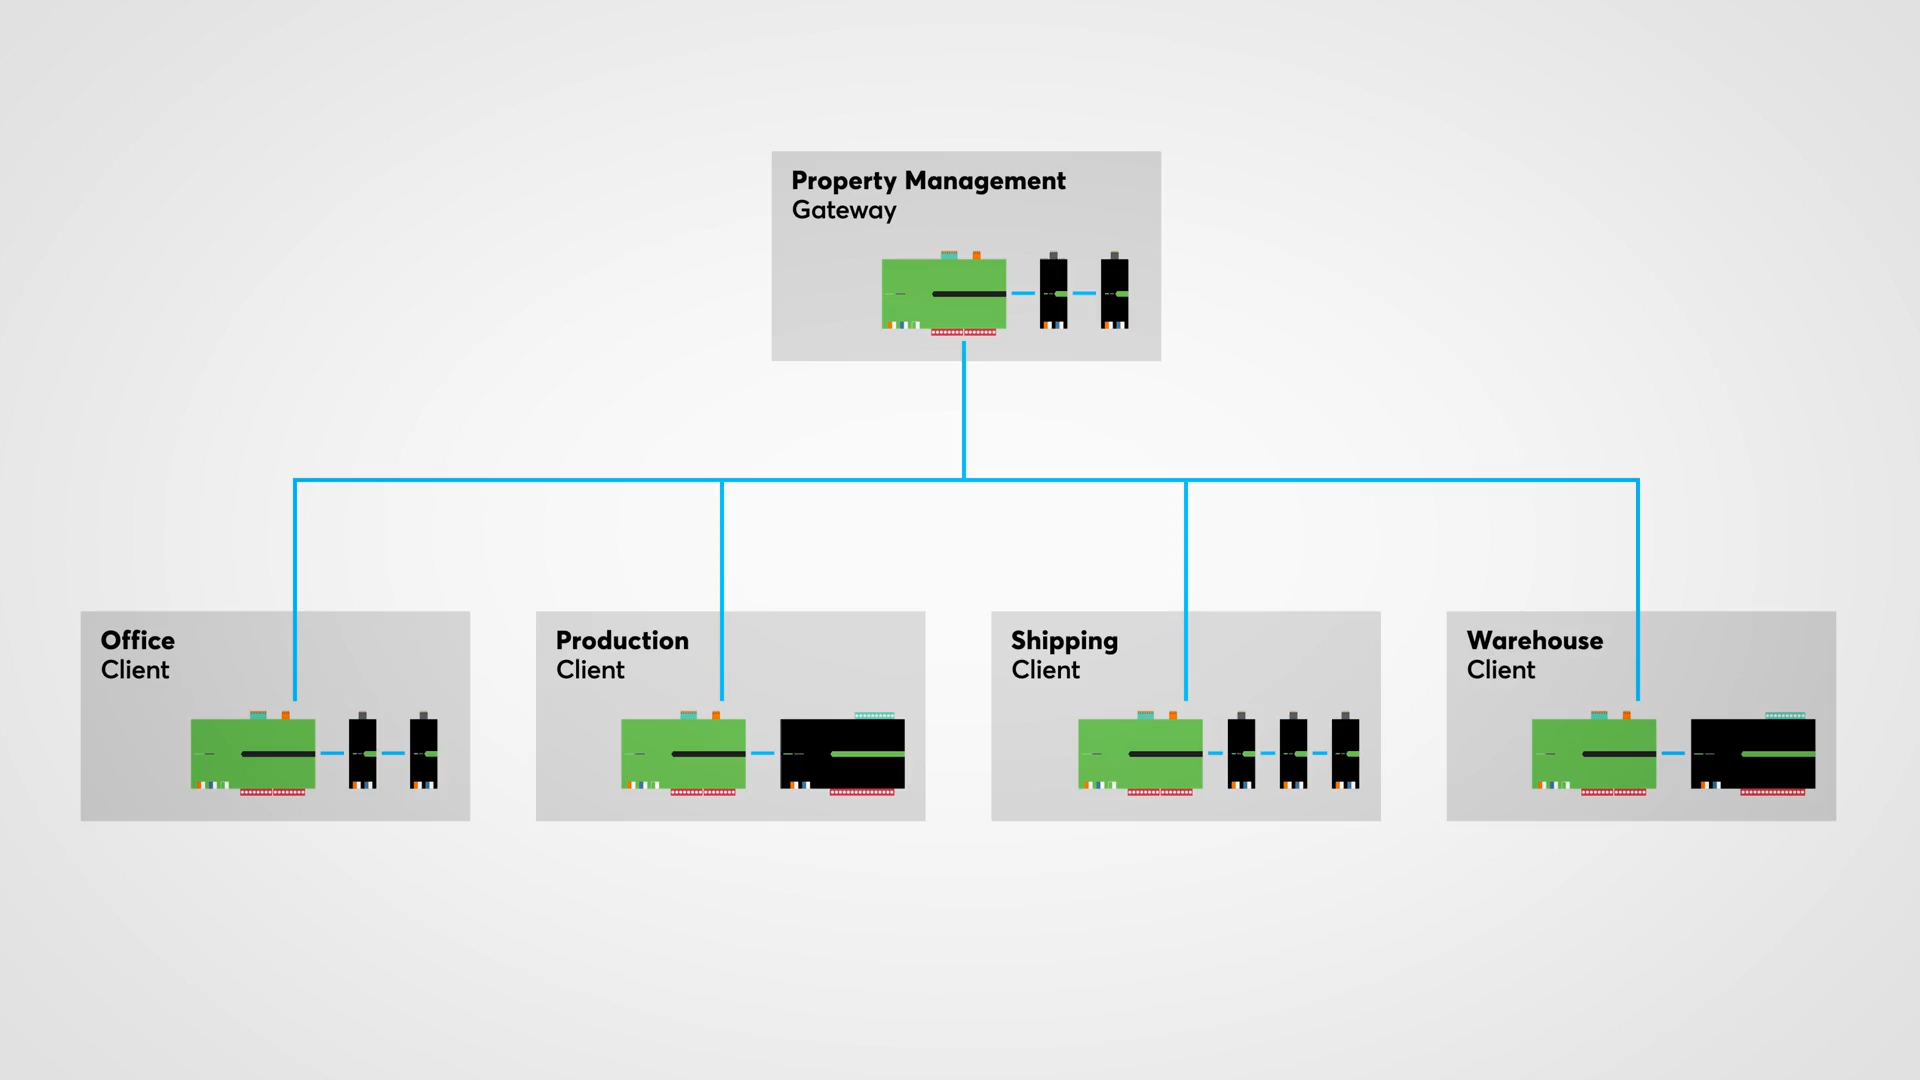 Property Management
Gateway
Office
Client
Production
Client
Shipping
Client
Warehouse
Client